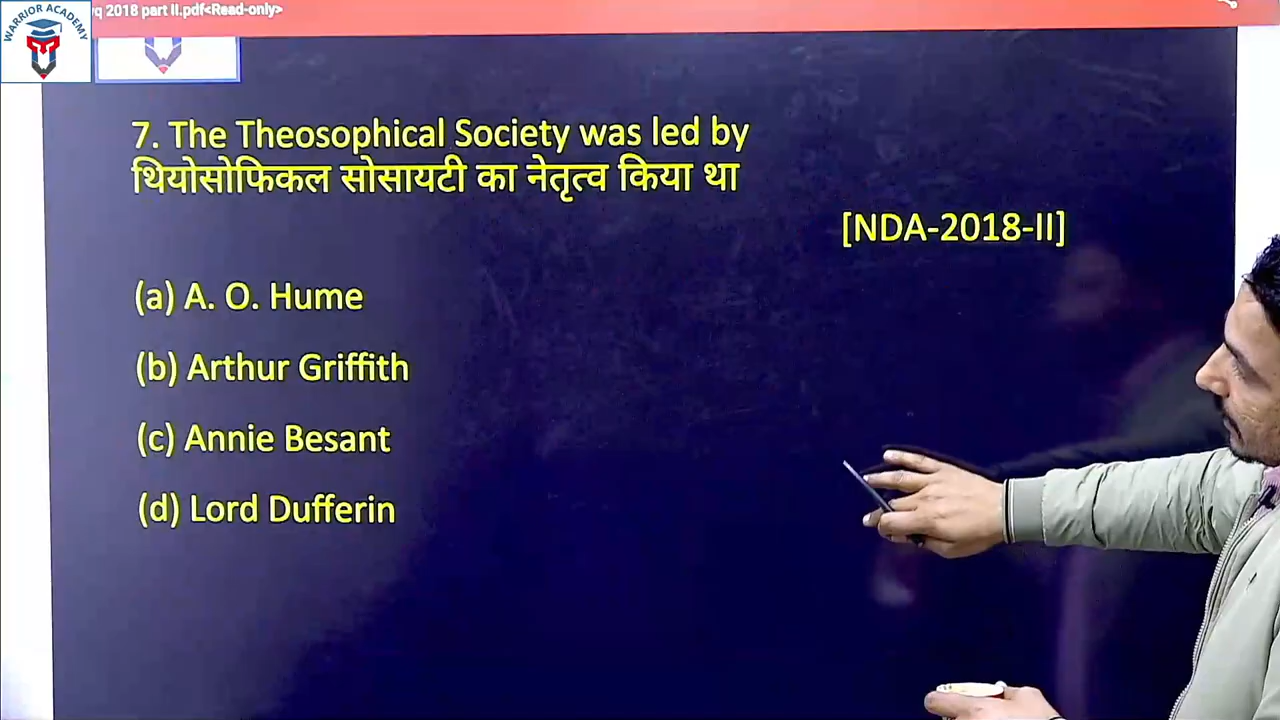 WARRIOR ACADEMY
yq 2018 part II.pdf<Read-only>
7. The Theosophical Society was led by
थियोसोफिकल सोसायटी का नेतृत्व किया था
[NDA-2018-II]
(a) A. O. Hume
(b) Arthur Griffith
(c) Annie Besant
(d) Lord Dufferin